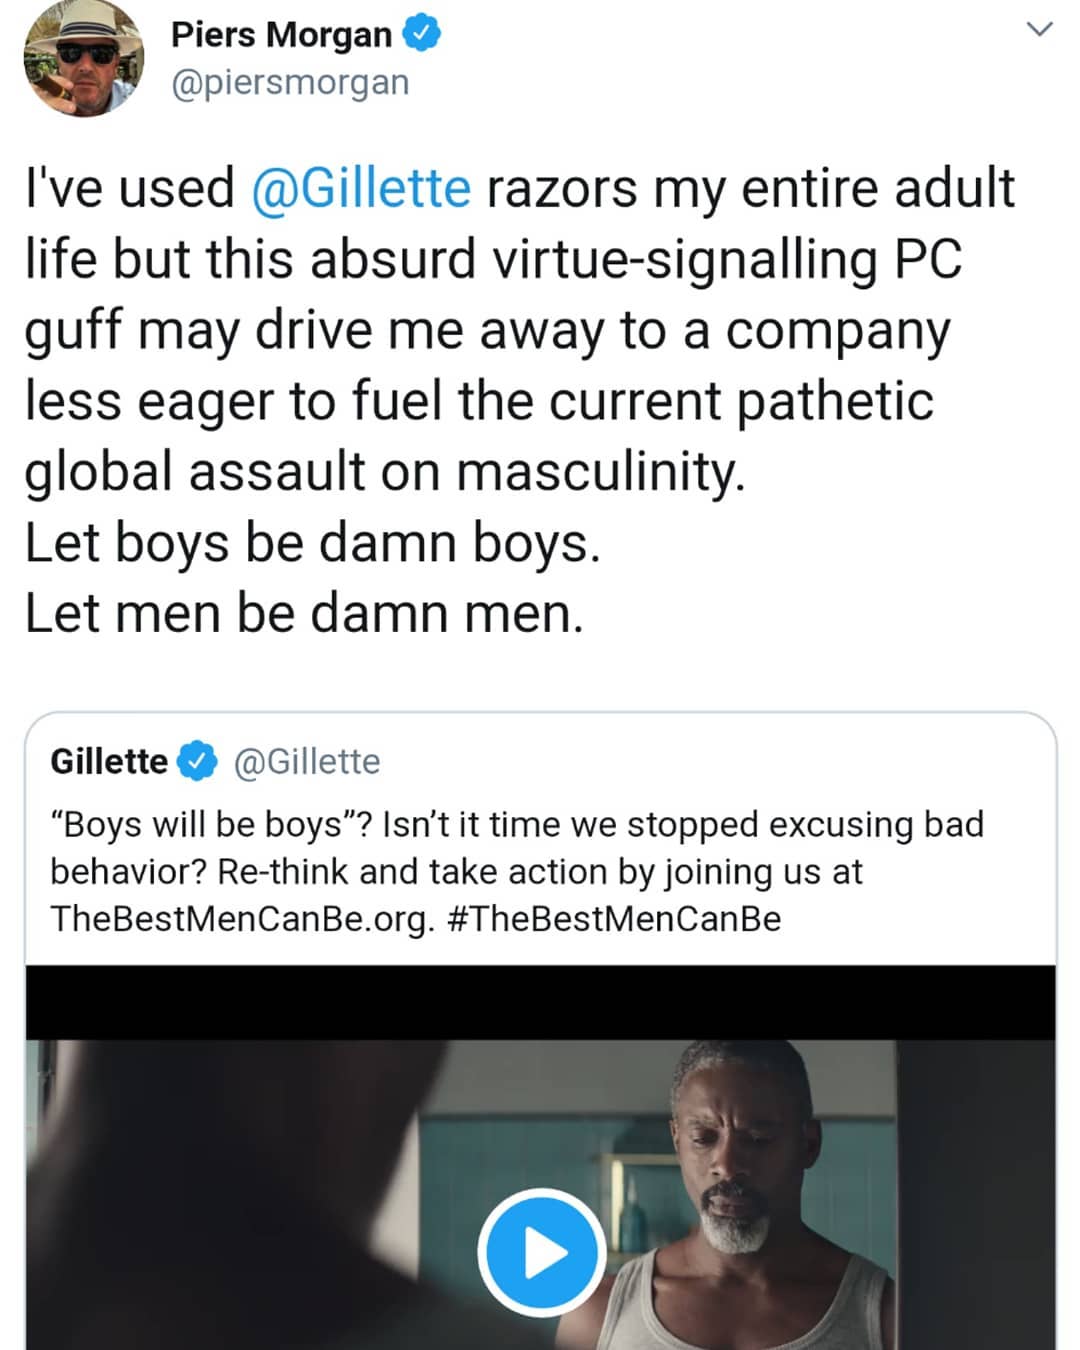 Piers Morgan
@piersmorgan
I've used @Gillette razors my entire adult
life but this absurd virtue-signalling PC
guff may drive me away to a company
less eager to fuel the current pathetic
global assault on masculinity.
Let boys be damn boys.
Let men be damn men.
Gillette @Gillette
“Boys will be boys”? Isn’t it time we stopped excusing bad
behavior? Re-think and take action by joining us at
TheBestMenCanBe.org. #TheBestMenCanBe